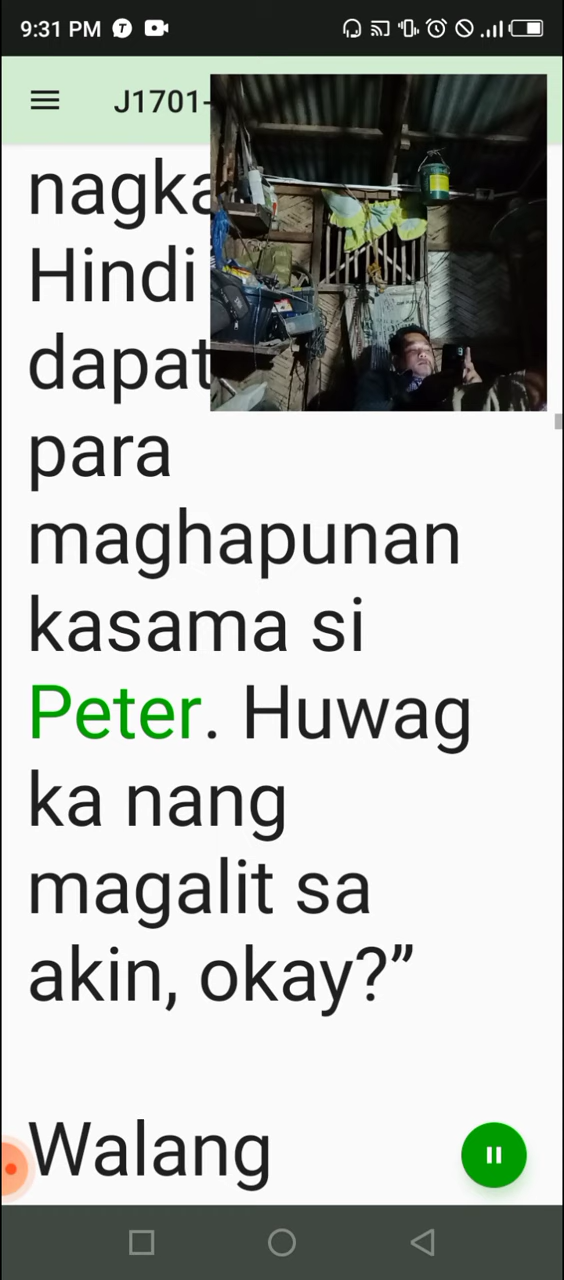 9:31 PM
J1701-
nagka
Hindi
dapat
para
maghapunan
kasama si
Peter. Huwag
ka nang
magalit sa
akin, okay?”
Walang